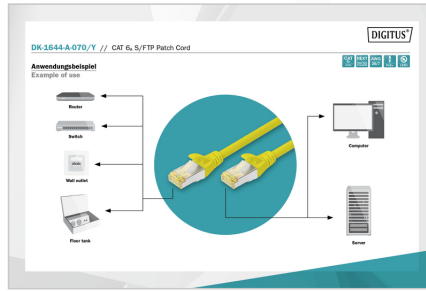 DIGITUS®
DK-1644-A-070/Y // CAT 6A S/FTP Patch Cord
Anwendungsbeispiel
Example of use
Router
Switch
Wall outlet
Floor tank
Computer
Server